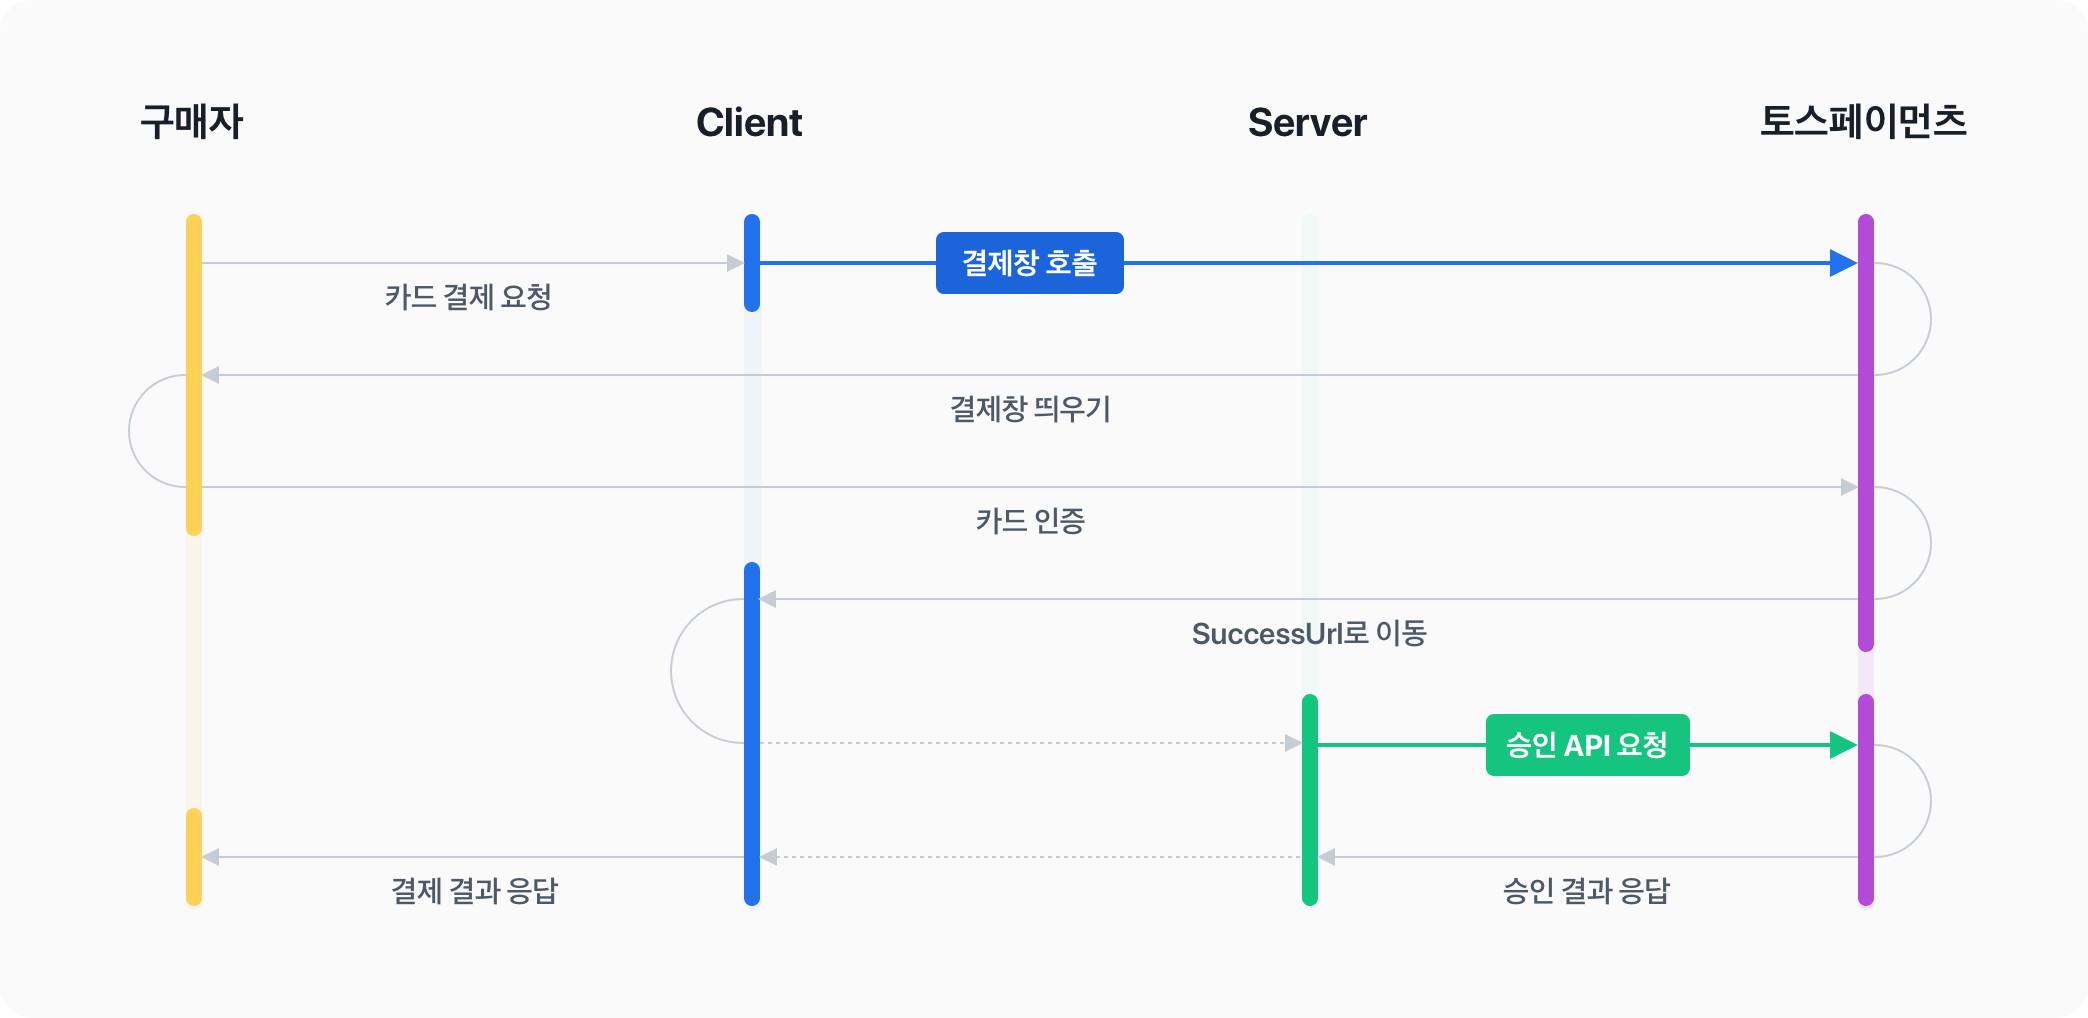 구매자
Client
Server
토스페이먼츠
결제창 호출
카드 결제 요청
결제창 띄우기
카드 인증
SuccessUrl로 이동
승인 API 요청
결제 결과 응답
승인 결과 응답